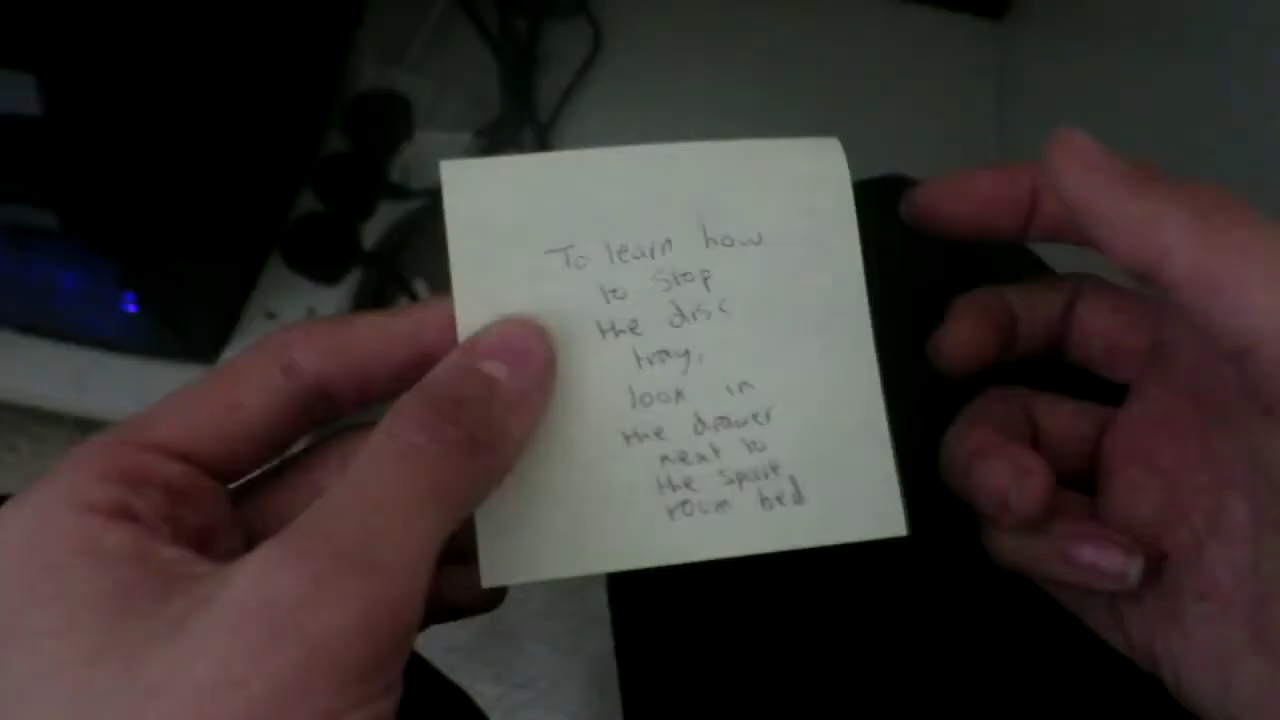 To learn how
to stop
the disc
tray,
look in
the drawer
next to
the spare
room bed